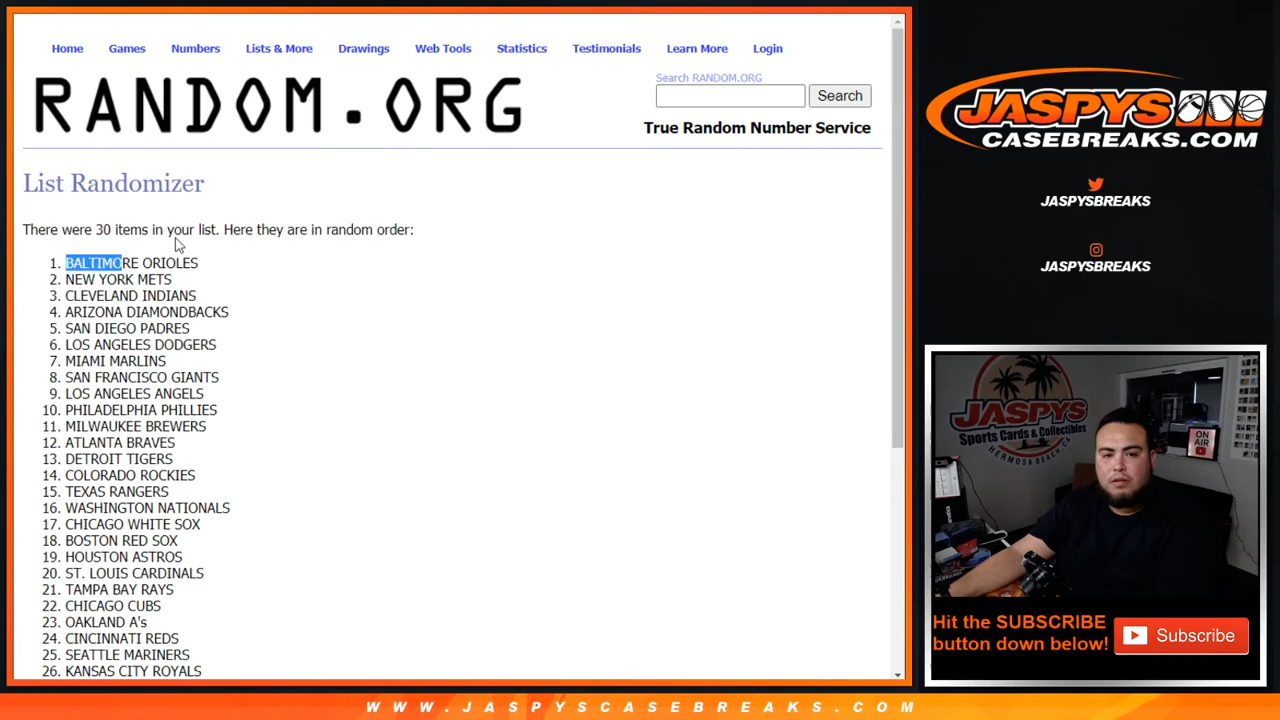 Home Games Numbers Lists & More Drawings Web Tools Statistics Testimonials Learn More Login
RANDOM.ORG
Search RANDOM.ORG
Search
True Random Number Service
List Randomizer
There were 30 items in your list. Here they are in random order:
1. BALTIMORE ORIOLES
2. NEW YORK METS
3. CLEVELAND INDIANS
4. ARIZONA DIAMONDBACKS
5. SAN DIEGO PADRES
6. LOS ANGELES DODGERS
7. MIAMI MARLINS
8. SAN FRANCISCO GIANTS
9. LOS ANGELES ANGELS
10. PHILADELPHIA PHILLIES
11. MILWAUKEE BREWERS
12. ATLANTA BRAVES
13. DETROIT TIGERS
14. COLORADO ROCKIES
15. TEXAS RANGERS
16. WASHINGTON NATIONALS
17. CHICAGO WHITE SOX
18. BOSTON RED SOX
19. HOUSTON ASTROS
20. ST. LOUIS CARDINALS
21. TAMPA BAY RAYS
22. CHICAGO CUBS
23. OAKLAND A's
24. CINCINNATI REDS
25. SEATTLE MARINERS
26. KANSAS CITY ROYALS
JASPYS
CASEBREAKS.COM
JASPYSBREAKS
JASPYSBREAKS
JASPYS
Sports Cards & Collectibles
HERMOSA BEACH, CA
ON AIR
Hit the SUBSCRIBE
button down below!
Subscribe
WWW.JASPYSCASEBREAKS.COM